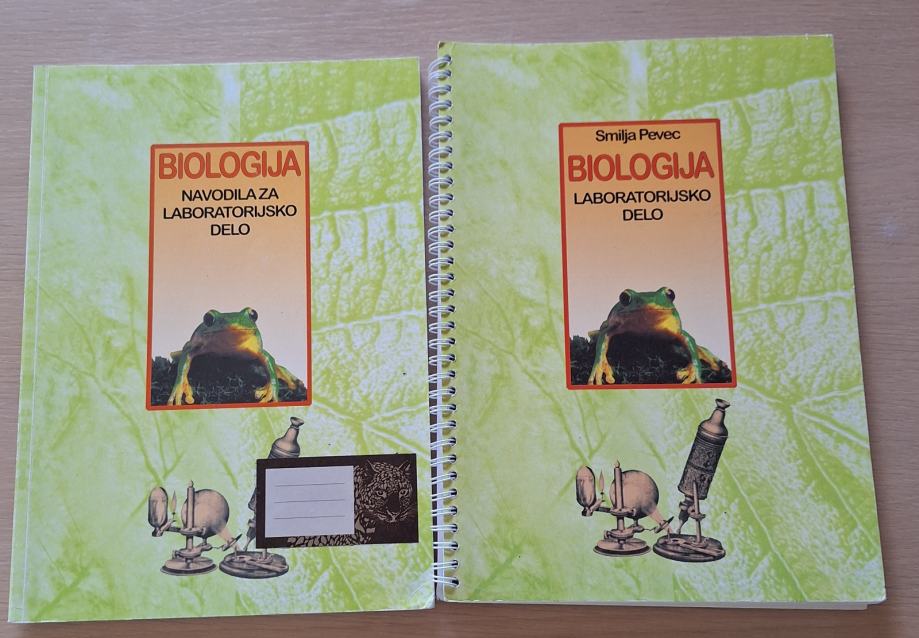 BIOLOGIJA
NAVODILA ZA
LABORATORIJSKO
DELO
Smilja Pevec
BIOLOGIJA
LABORATORIJSKO
DELO